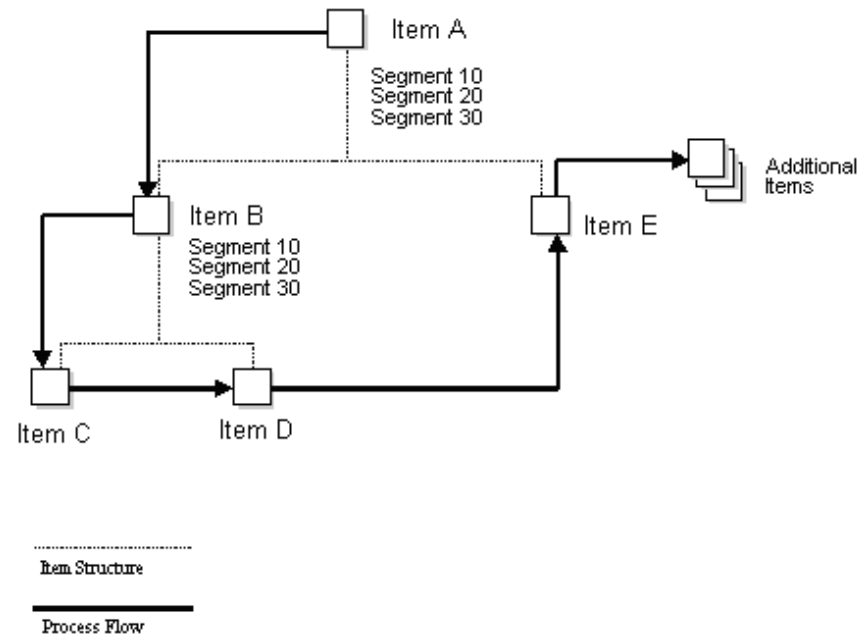 Item A
Segment 10
Segment 20
Segment 30
Additional
Items
Item B
Item E
Segment 10
Segment 20
Segment 30
Item C
Item D
Item Structure
Process Flow